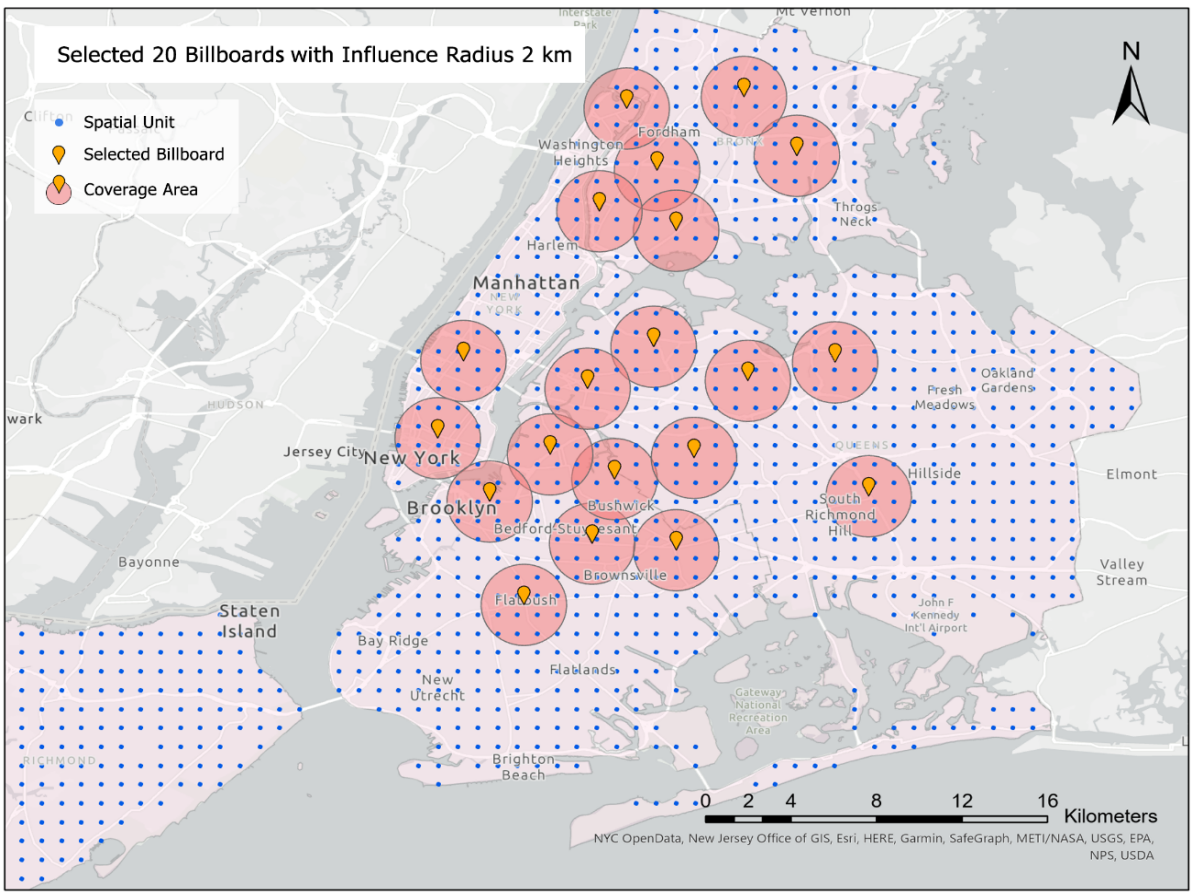 Interstate
Park
Mt Vernon
Selected 20 Billboards with Influence Radius 2 km
N
Spatial Unit
Selected Billboard
Coverage Area
Clifton
Passaic
Fordham
BRONX
Washington
Heights
Throgs
Neck
Harlem
Manhattan
NEW
YORK
Oakland
Gardens
Fresh
Meadows
HUDSON
wark
Jersey City
New York
QUEENS
Hillside
Elmont
South
Richmond
Hill
Brooklyn
Bushwick
Bedford-Stuyvesant
Bayonne
Brownsville
Valley
Stream
Flatbush
John F
Kennedy
Int'l Airport
Staten
Island
Bay Ridge
Flatlands
New
Utrecht
Gateway
National
Recreation
Area
RICHMOND
Brighton
Beach
L
0 2 4 8 12 16
Kilometers
NYC OpenData, New Jersey Office of GIS, Esri, HERE, Garmin, SafeGraph, METI/NASA, USGS, EPA,
NPS, USDA